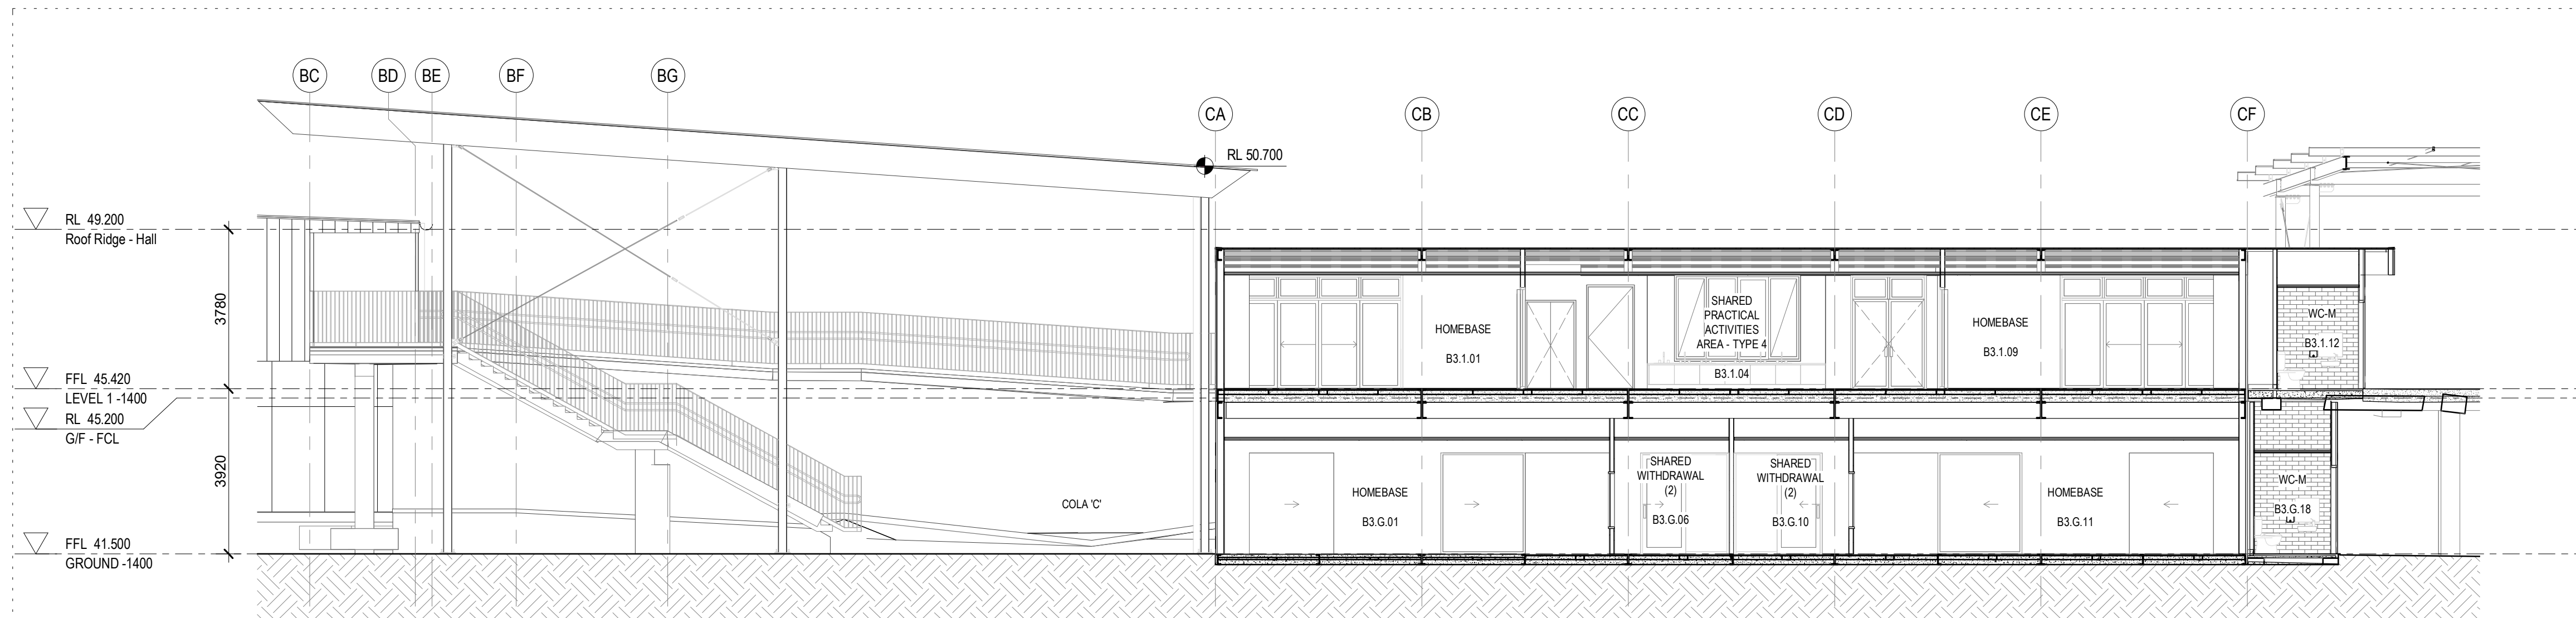 BC
BD
BE
BF
BG
CA
CB
CC
CD
CE
CF
RL 50.700
RL 49.200
Roof Ridge - Hall
3780
FFL 45.420
LEVEL 1 -1400
RL 45.200
G/F - FCL
3920
FFL 41.500
GROUND -1400
COLA 'C'
HOMEBASE
B3.1.01
SHARED
PRACTICAL
ACTIVITIES
AREA - TYPE 4
B3.1.04
HOMEBASE
B3.1.09
WC-M
B3.1.12
HOMEBASE
B3.G.01
SHARED
WITHDRAWAL
(2)
B3.G.06
SHARED
WITHDRAWAL
(2)
B3.G.10
HOMEBASE
B3.G.11
WC-M
B3.G.18